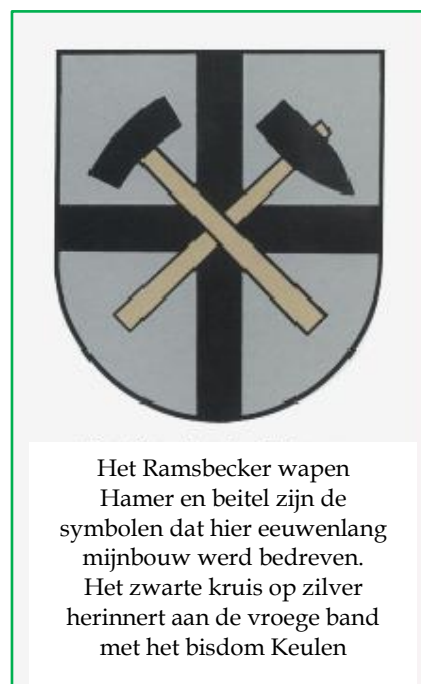 Het Ramsbecker wapen
Hamer en beitel zijn de
symbolen dat hier eeuwenlang
mijnbouw werd bedreven.
Het zwarte kruis op zilver
herinnert aan de vroege band
met het bisdom Keulen